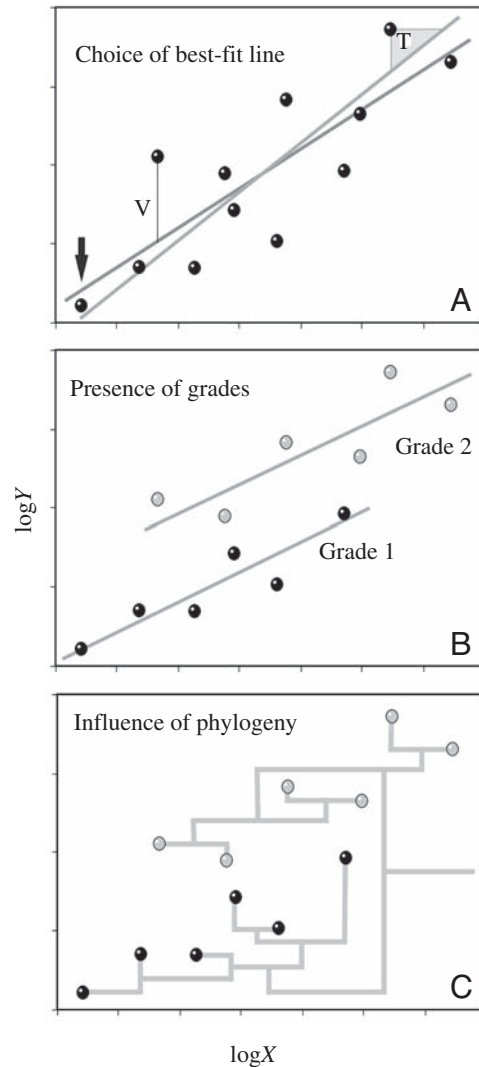 Choice of best-fit line
T
V
A
Presence of grades
Grade 2
Grade 1
B
logY
Influence of phylogeny
C
logX